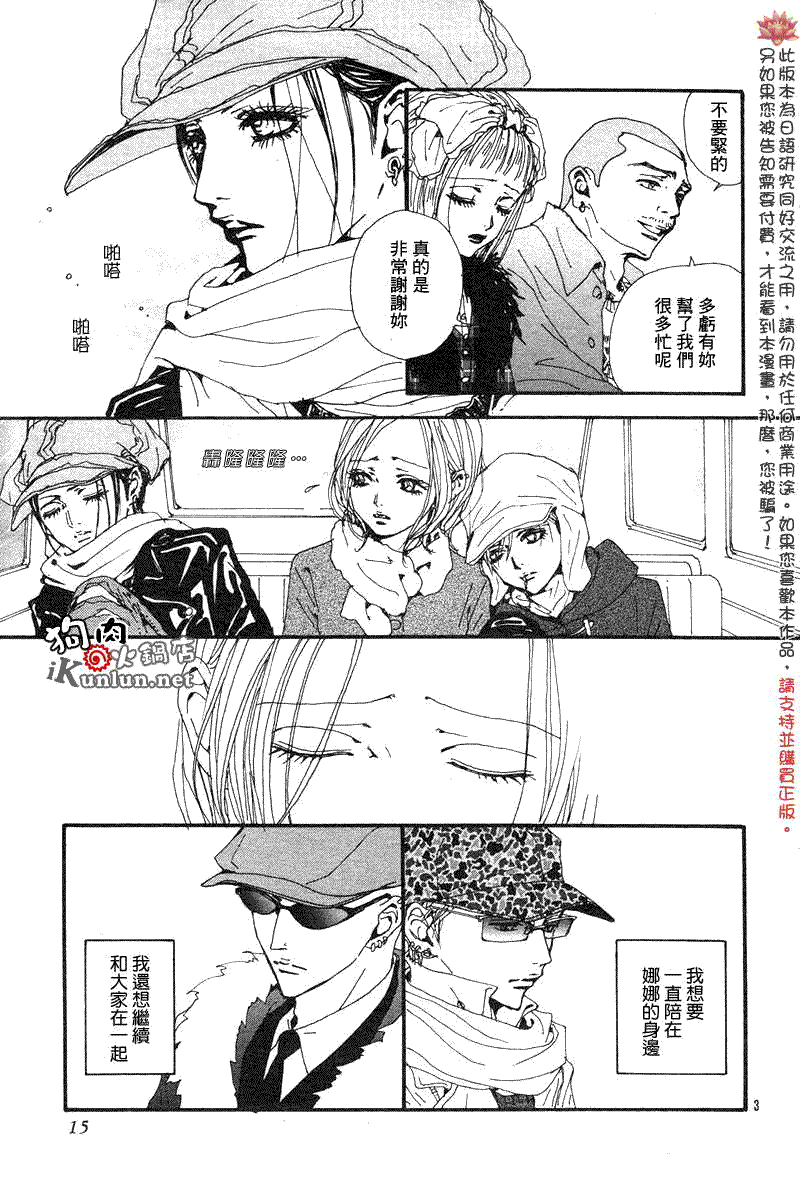 不要緊的
多虧有妳
幫了我們
很多忙呢
真的是
非常謝謝妳
啪嗒
啪嗒
轟隆隆隆…
狗肉
火鍋店
iKunlun.net
我想要
一直陪在
娜娜的身邊
我還想繼續
和大家在一起
3
15
此版本為日語研究同好交流之用，請勿用於任何商業用途。如果您喜歡本作品，請支持並購買正版。
另如果您被告知需要付費，才能看到本漫畫，那麼，您被騙了！